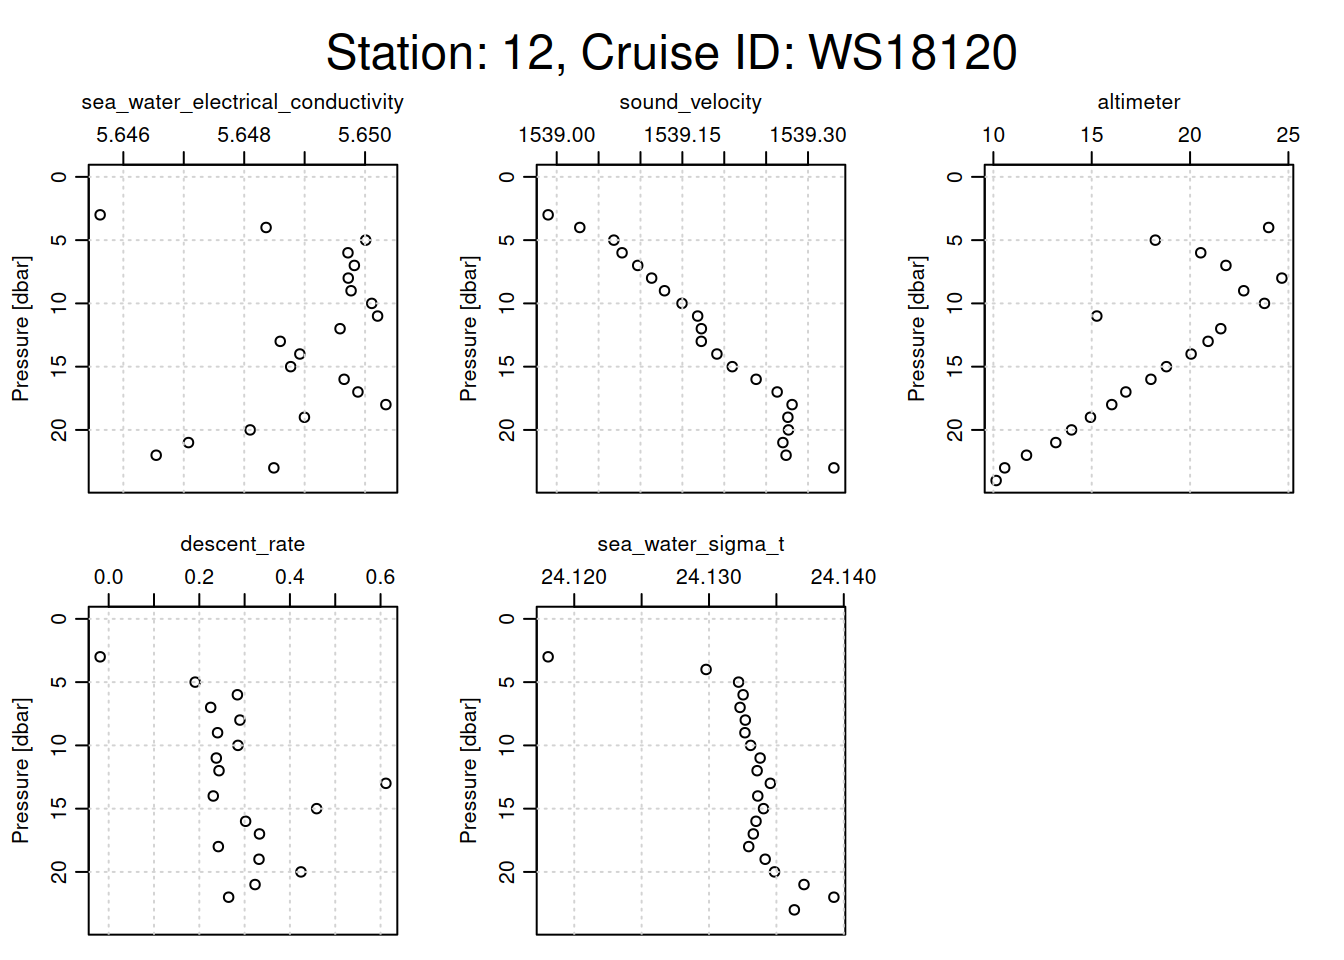 Station: 12, Cruise ID: WS18120
sea_water_electrical_conductivity
5.646 5.648 5.650
Pressure [dbar]
0
5
10
15
20
sound_velocity
1539.00 1539.15 1539.30
Pressure [dbar]
0
5
10
15
20
altimeter
10 15 20 25
Pressure [dbar]
0
5
10
15
20
descent_rate
0.0 0.2 0.4 0.6
Pressure [dbar]
0
5
10
15
20
sea_water_sigma_t
24.120 24.130 24.140
Pressure [dbar]
0
5
10
15
20